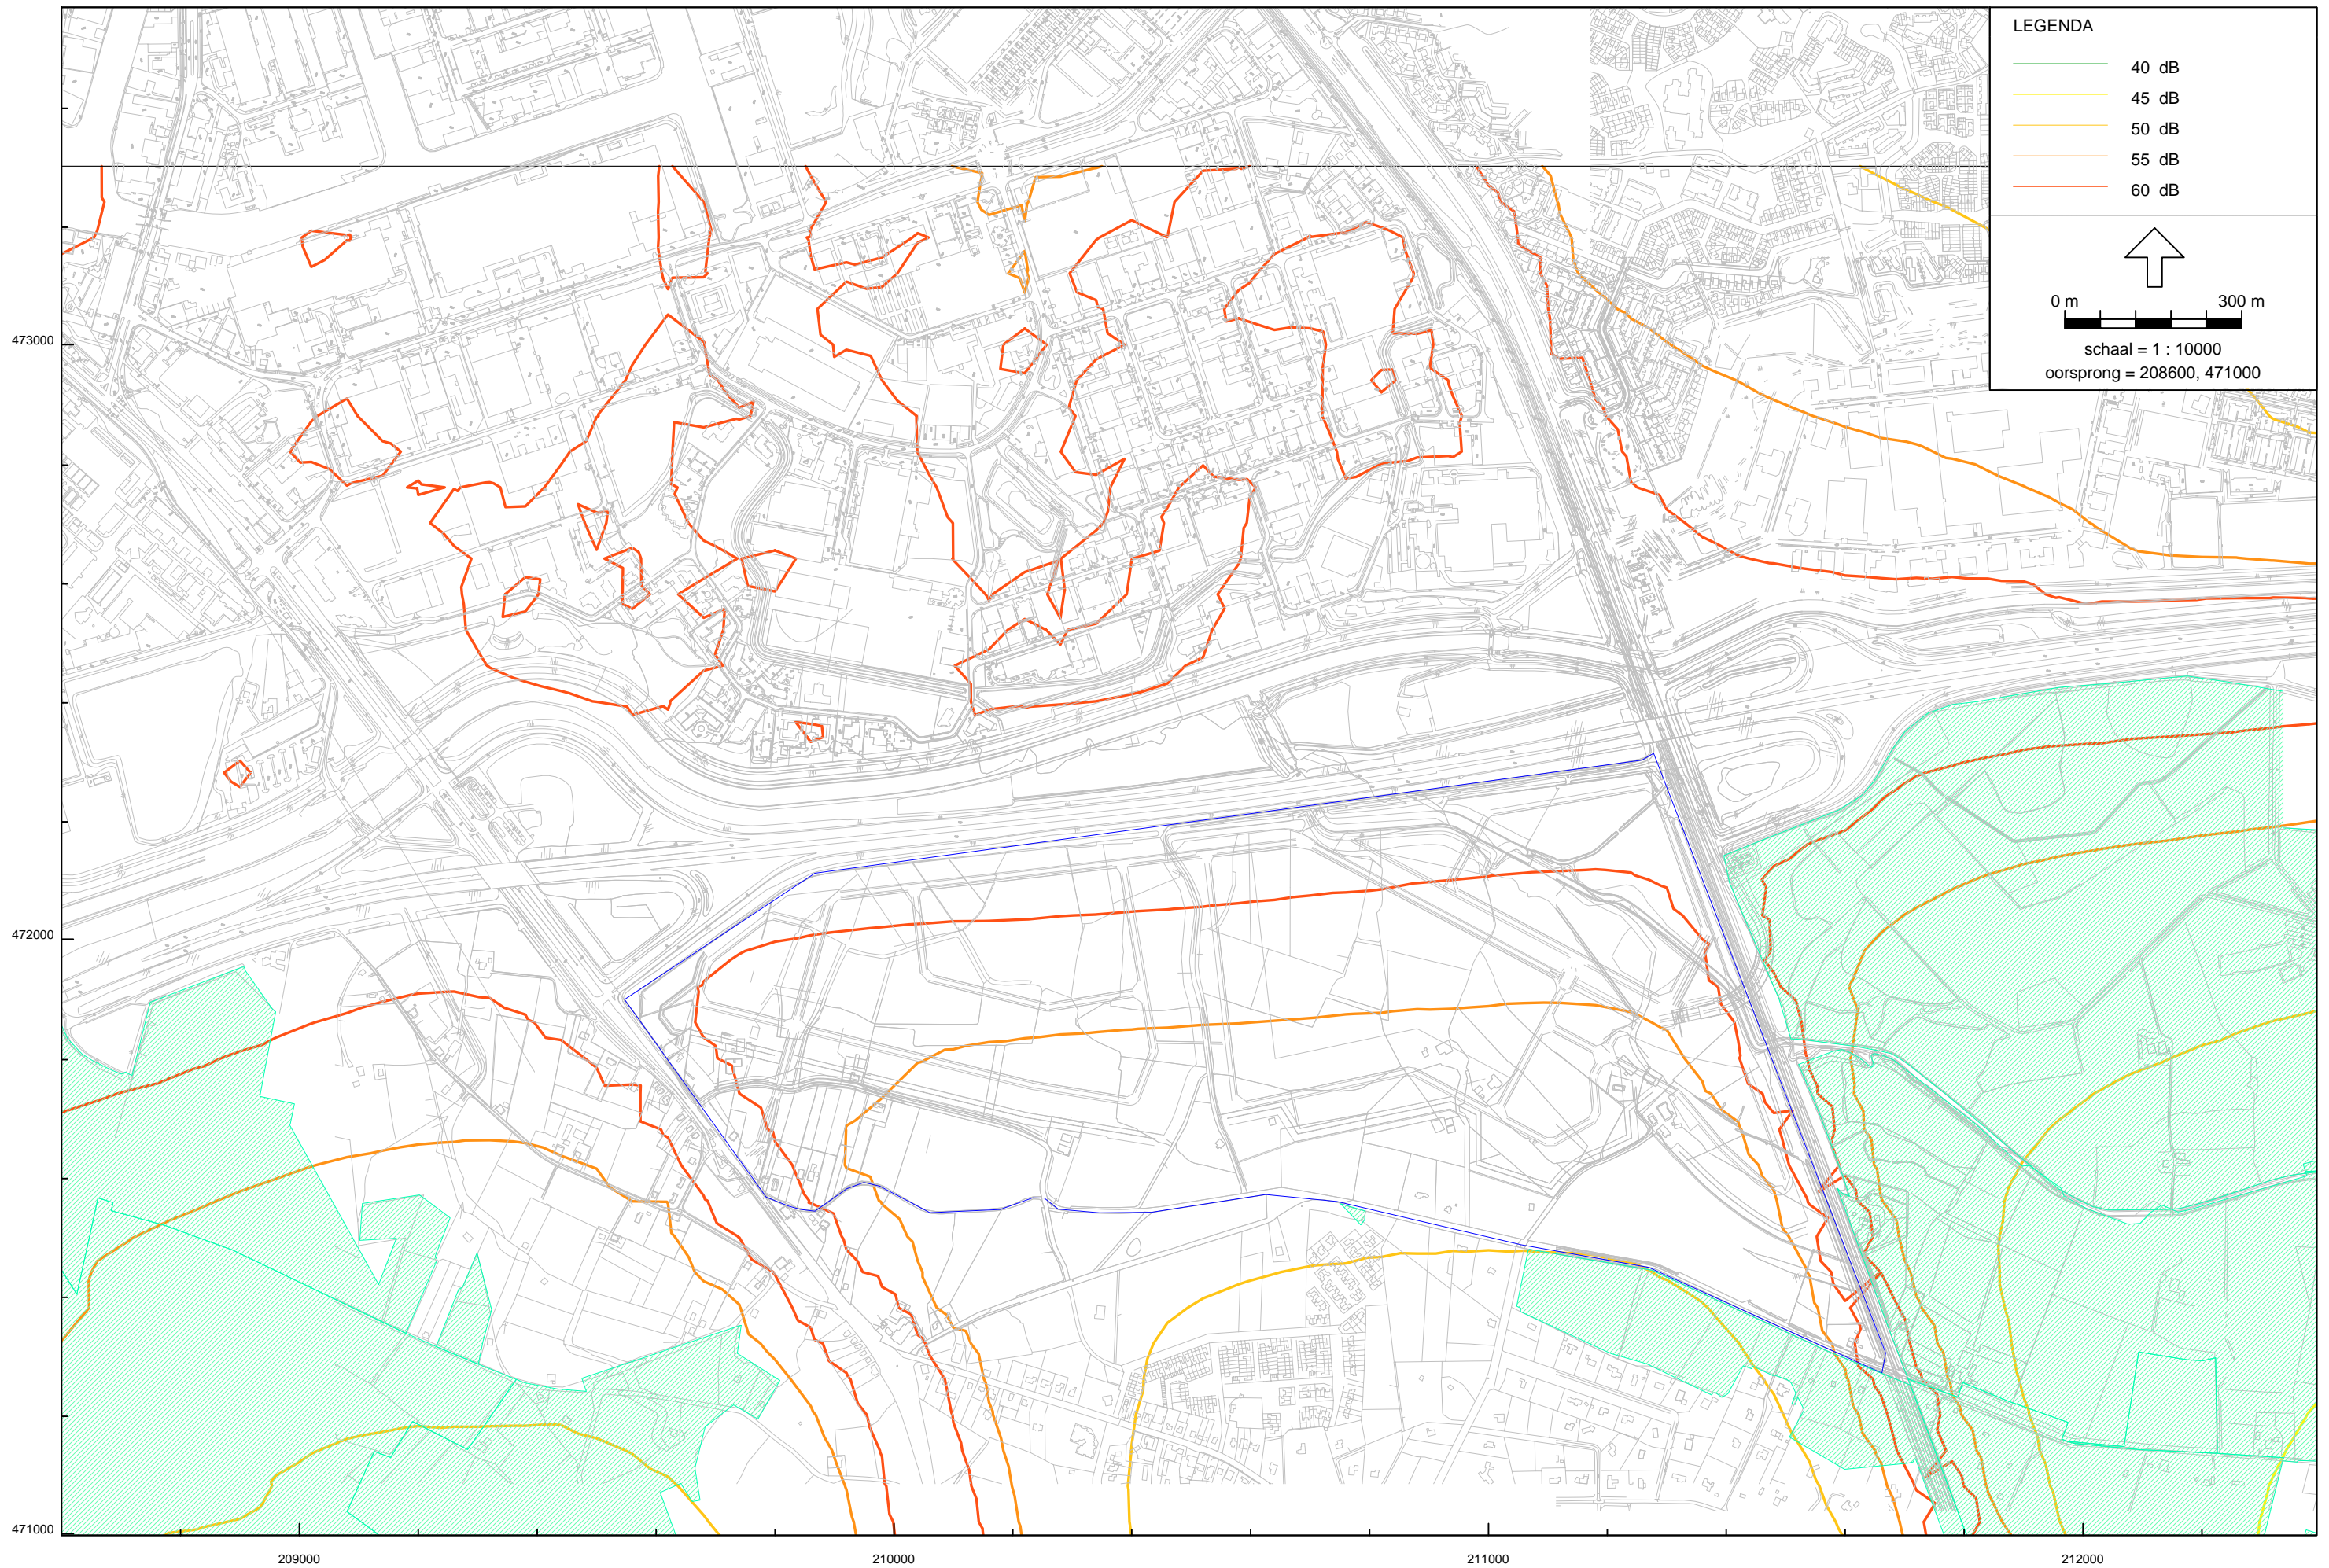 LEGENDA
40 dB
45 dB
50 dB
55 dB
60 dB
0 m 300 m
schaal = 1 : 10000
oorsprong = 208600, 471000
473000
472000
471000
209000 210000 211000 212000